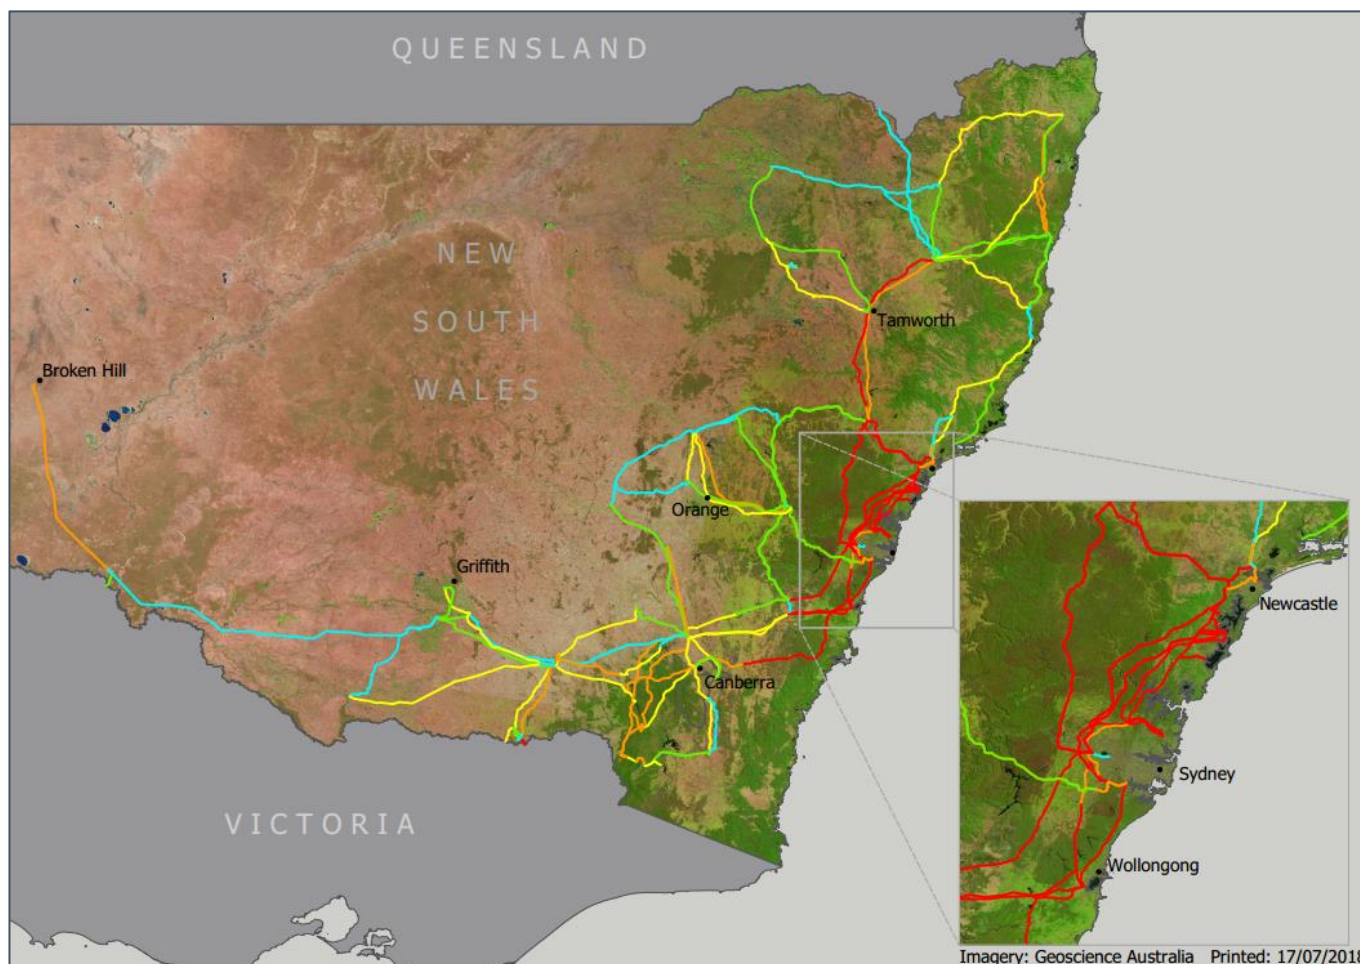 QUEENSLAND
NEW
SOUTH
WALES
Tamworth
Broken Hill
Orange
Griffith
Canberra
Newcastle
Sydney
Wollongong
VICTORIA
Imagery: Geoscience Australia Printed: 17/07/2018